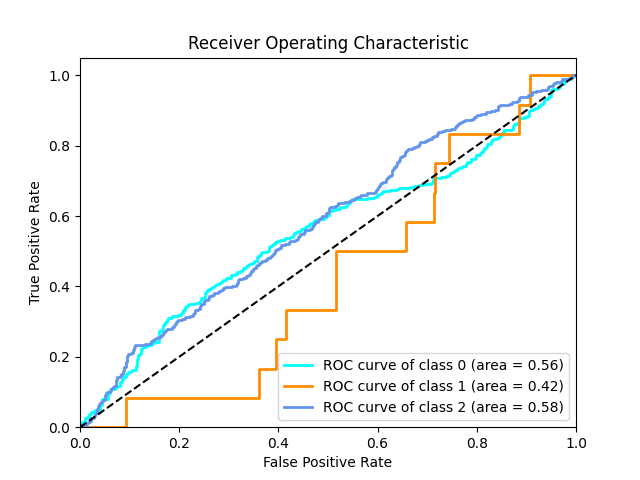 Receiver Operating Characteristic
True Positive Rate
1.0
0.8
0.6
0.4
0.2
0.0
ROC curve of class 0 (area = 0.56)
ROC curve of class 1 (area = 0.42)
ROC curve of class 2 (area = 0.58)
0.0 0.2 0.4 0.6 0.8 1.0
False Positive Rate